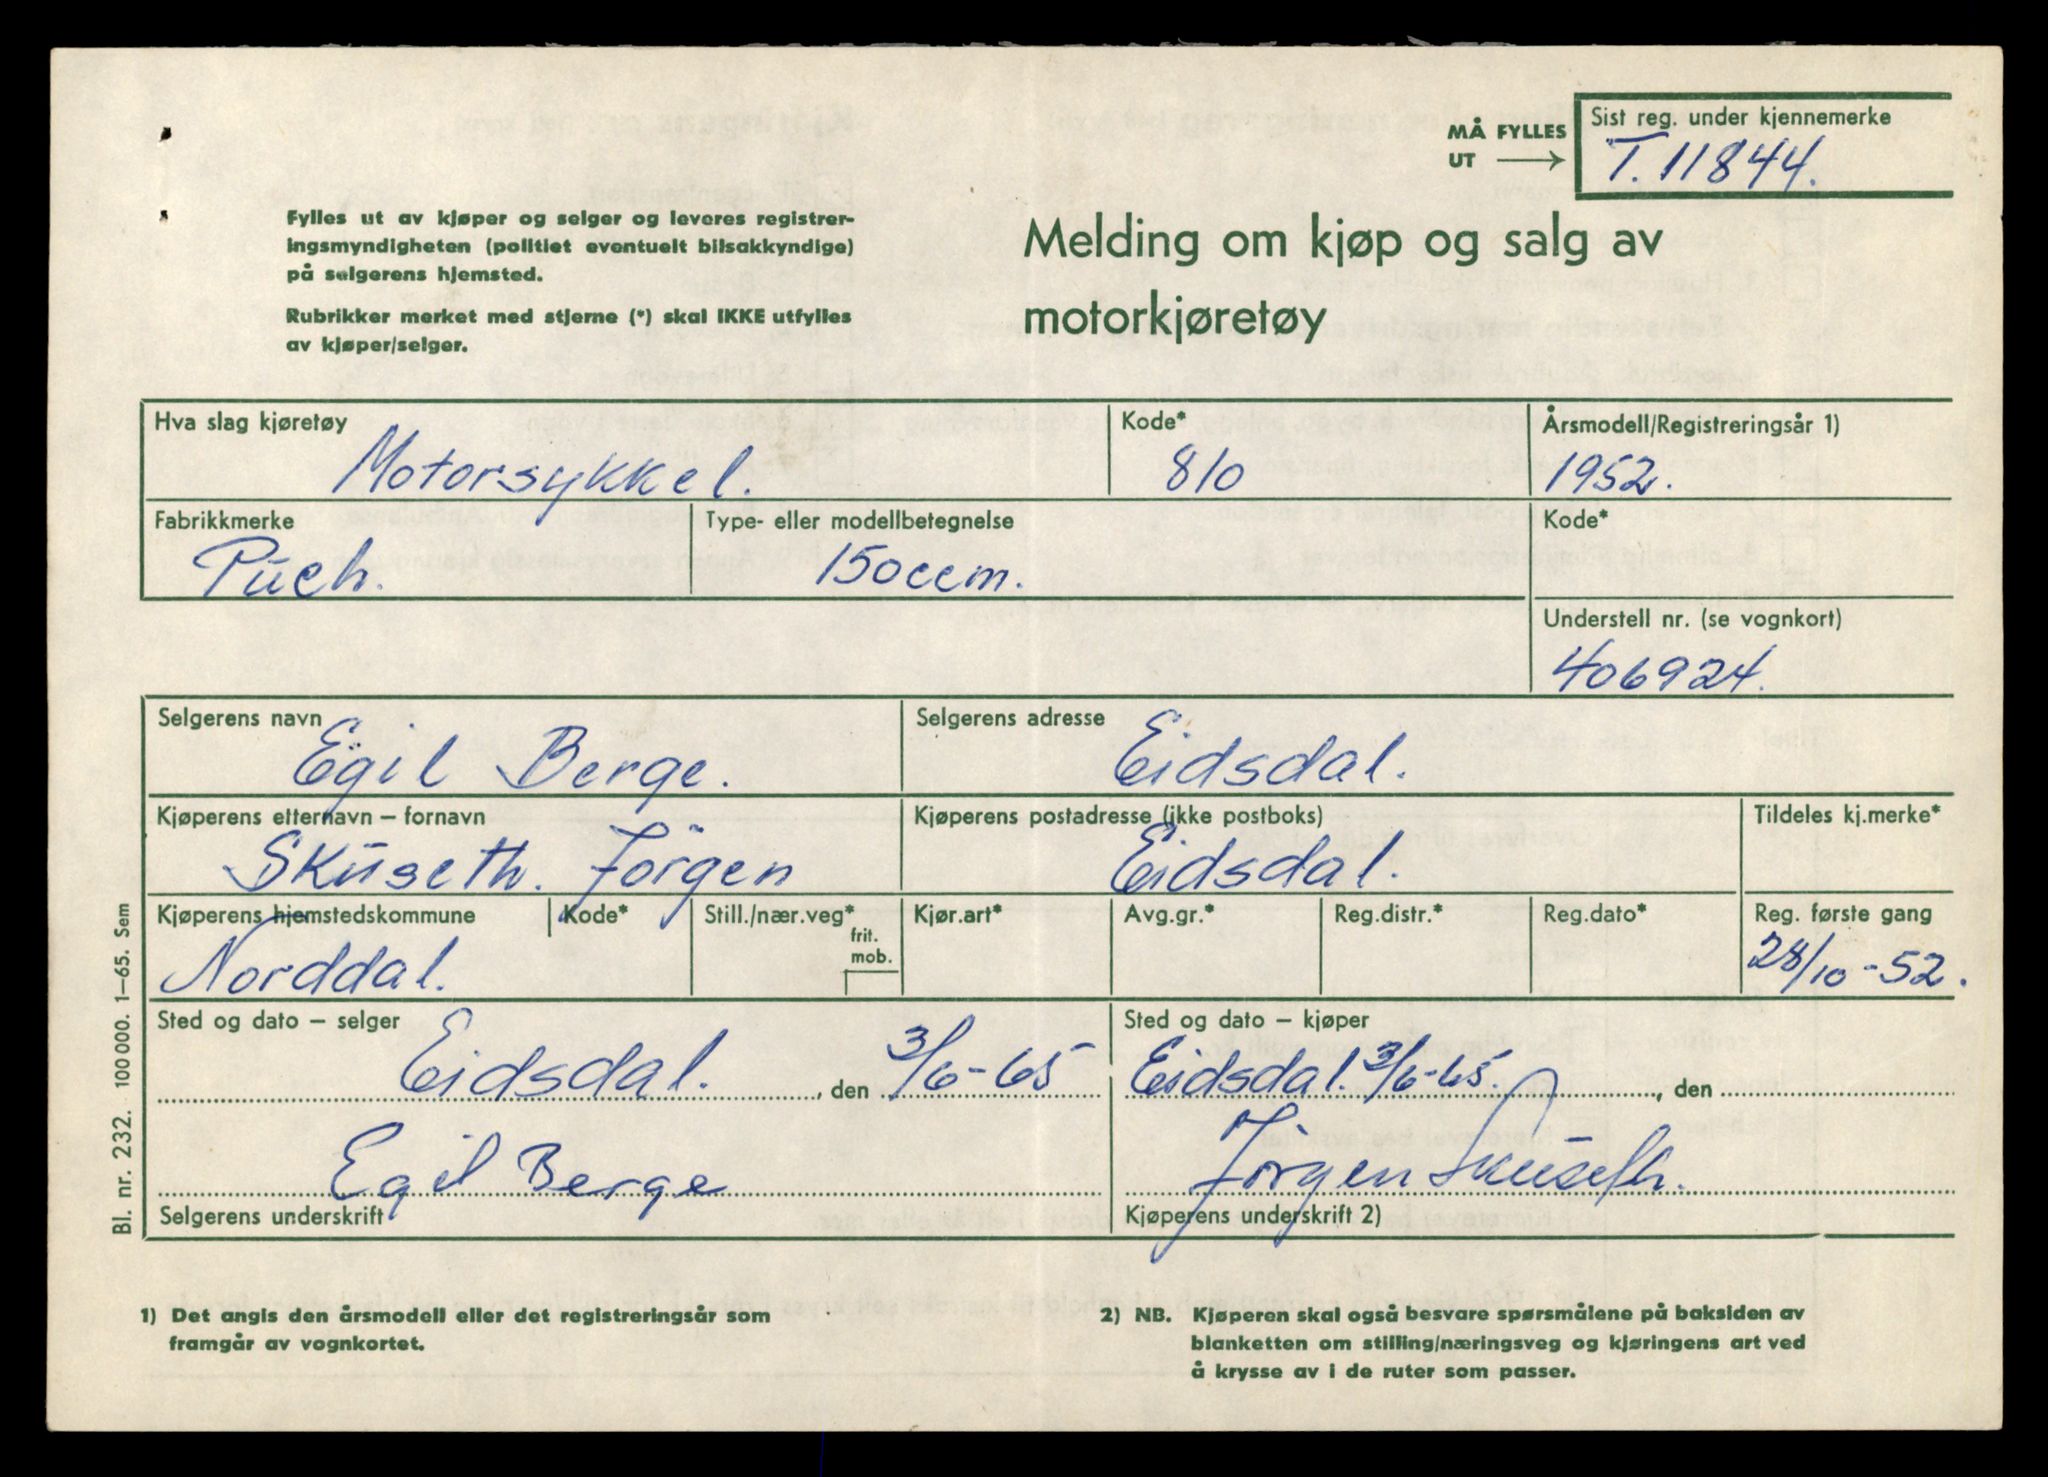 MÅ FYLLES
UT →
Sist reg. under kjennemerke
T. 11844.
Fylles ut av kjøper og selger og leveres registrer-
ingsmyndigheten (politiet eventuelt bilsakkyndige)
på selgerens hjemsted.
Rubrikker merket med stjerne (*) skal IKKE utfylles
av kjøper/selger.
Melding om kjøp og salg av
motorkjøretøy
Hva slag kjøretøy
Motorsykkel.
Kode*
810
Årsmodell/Registreringsår 1)
1952.
Fabrikkmerke
Puch.
Type- eller modellbetegnelse
150 ccm.
Kode*
Understell nr. (se vognkort)
406924.
Selgerens navn
Egil Berge.
Selgerens adresse
Eidsdal.
Kjøperens etternavn – fornavn
Skuseth. Jörgen
Kjøperens postadresse (ikke postboks)
Eidsdal.
Tildeles kj.merke*
Kjøperens hjemstedskommune
Norddal.
Kode*
Still./nær.veg*
frit.
mob.
Kjør.art*
Avg.gr.*
Reg.distr.*
Reg.dato*
Reg. første gang
28/10-52.
Sted og dato – selger
Eidsdal. , den 3/6-65
Sted og dato – kjøper
Eidsdal. 3/6-65. , den
Egil Berge
Selgerens underskrift
Jörgen Skuseth.
Kjøperens underskrift 2)
Bl. nr. 232. 100 000. 1–65. Sem
1) Det angis den årsmodell eller det registreringsår som
framgår av vognkortet.
2) NB. Kjøperen skal også besvare spørsmålene på baksiden av
blanketten om stilling/næringsveg og kjøringens art ved
å krysse av i de ruter som passer.